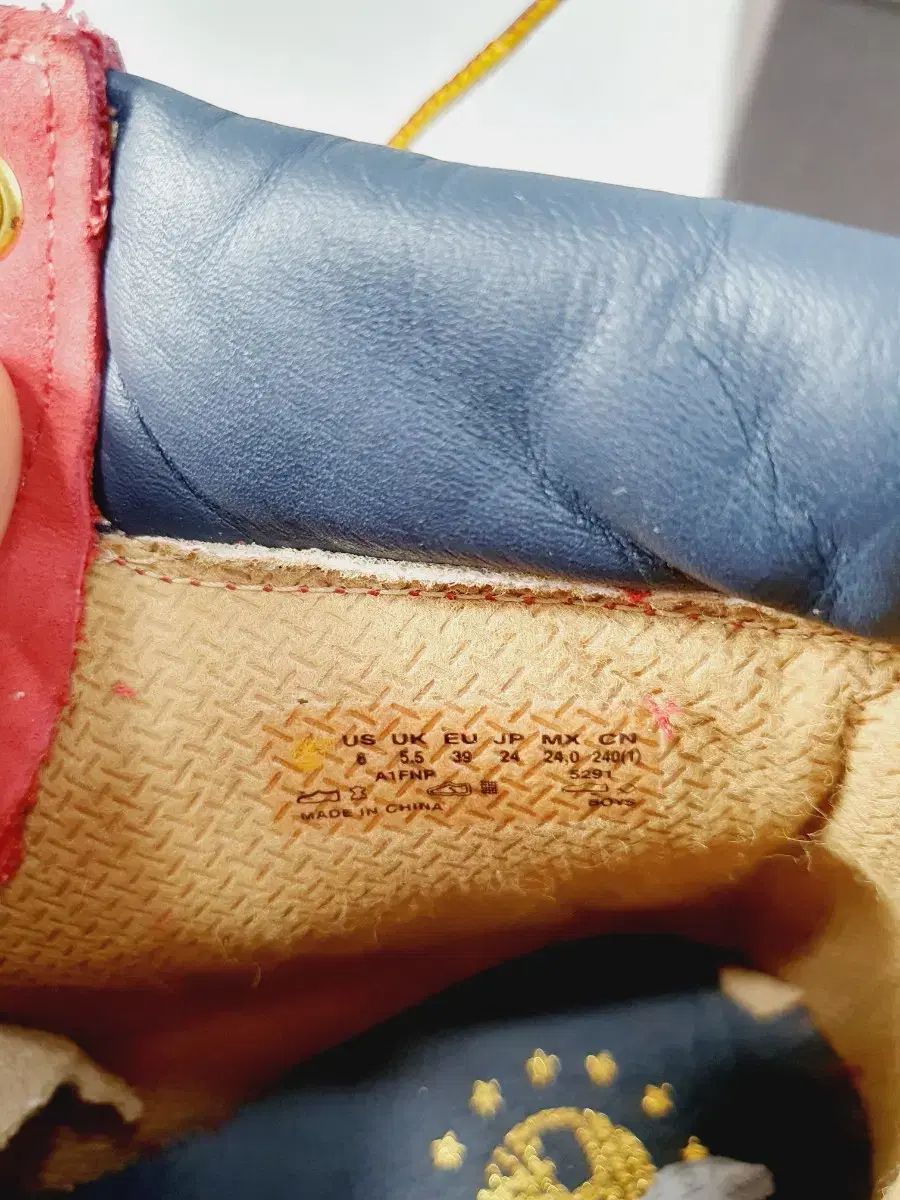 US UK EU JP MX CN
6 5.5 39 24 24.0 240(1)
A1FNP 5291
BOYS
MADE IN CHINA